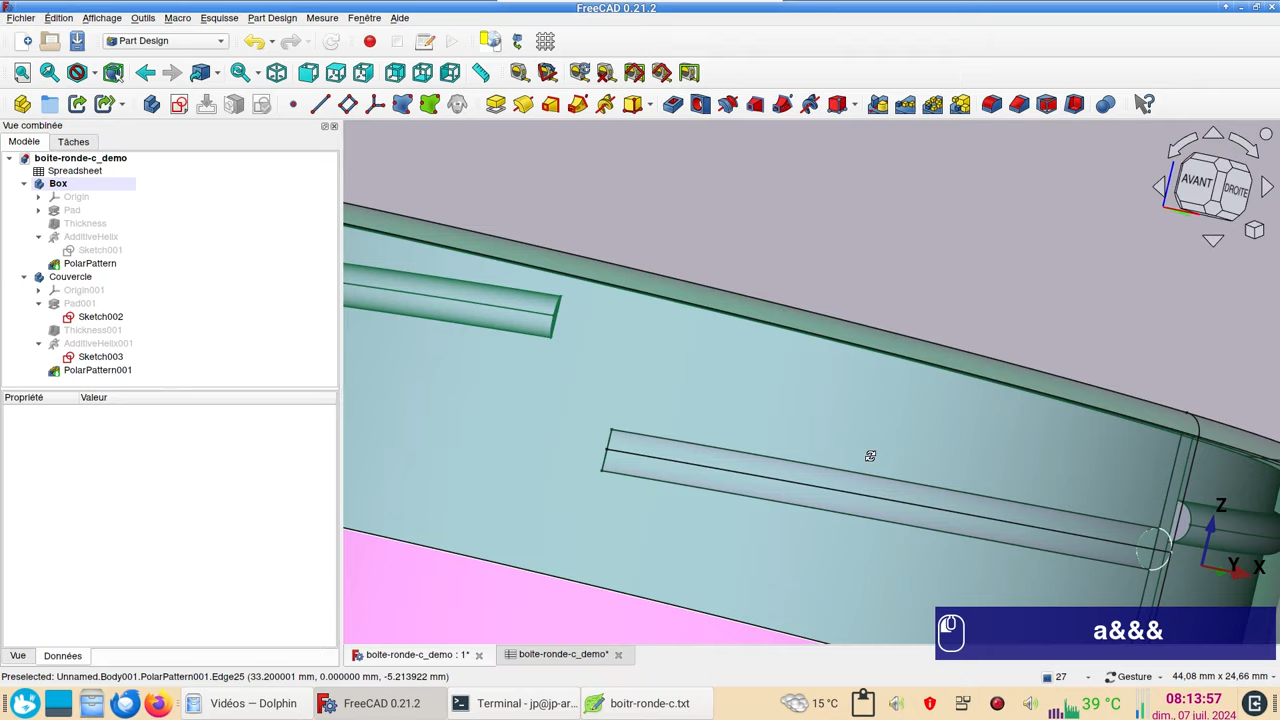 FreeCAD 0.21.2
Fichier Édition Affichage Outils Macro Esquisse Part Design Mesure Fenêtre Aide
Part Design
Vue combinée
Modèle Tâches
boite-ronde-c_demo
Spreadsheet
Box
Origin
Pad
Thickness
AdditiveHelix
Sketch001
PolarPattern
Couvercle
Origin001
Pad001
Sketch002
Thickness001
AdditiveHelix001
Sketch003
PolarPattern001
Propriété Valeur
AVANT DROITE
Z
Y X
a&&&
Vue Données
boite-ronde-c_demo : 1* boite-ronde-c_demo*
Preselected: Unnamed.Body001.PolarPattern001.Edge25 (33.200001 mm, 0.000000 mm, -5.213922 mm) 27 Gesture 44,08 mm x 24,66 mm
Vidéos — Dolphin FreeCAD 0.21.2 Terminal - jp@jp-ar... boitr-ronde-c.txt 15 °C 39 °C 08:13:57
dim., 07 juil. 2024